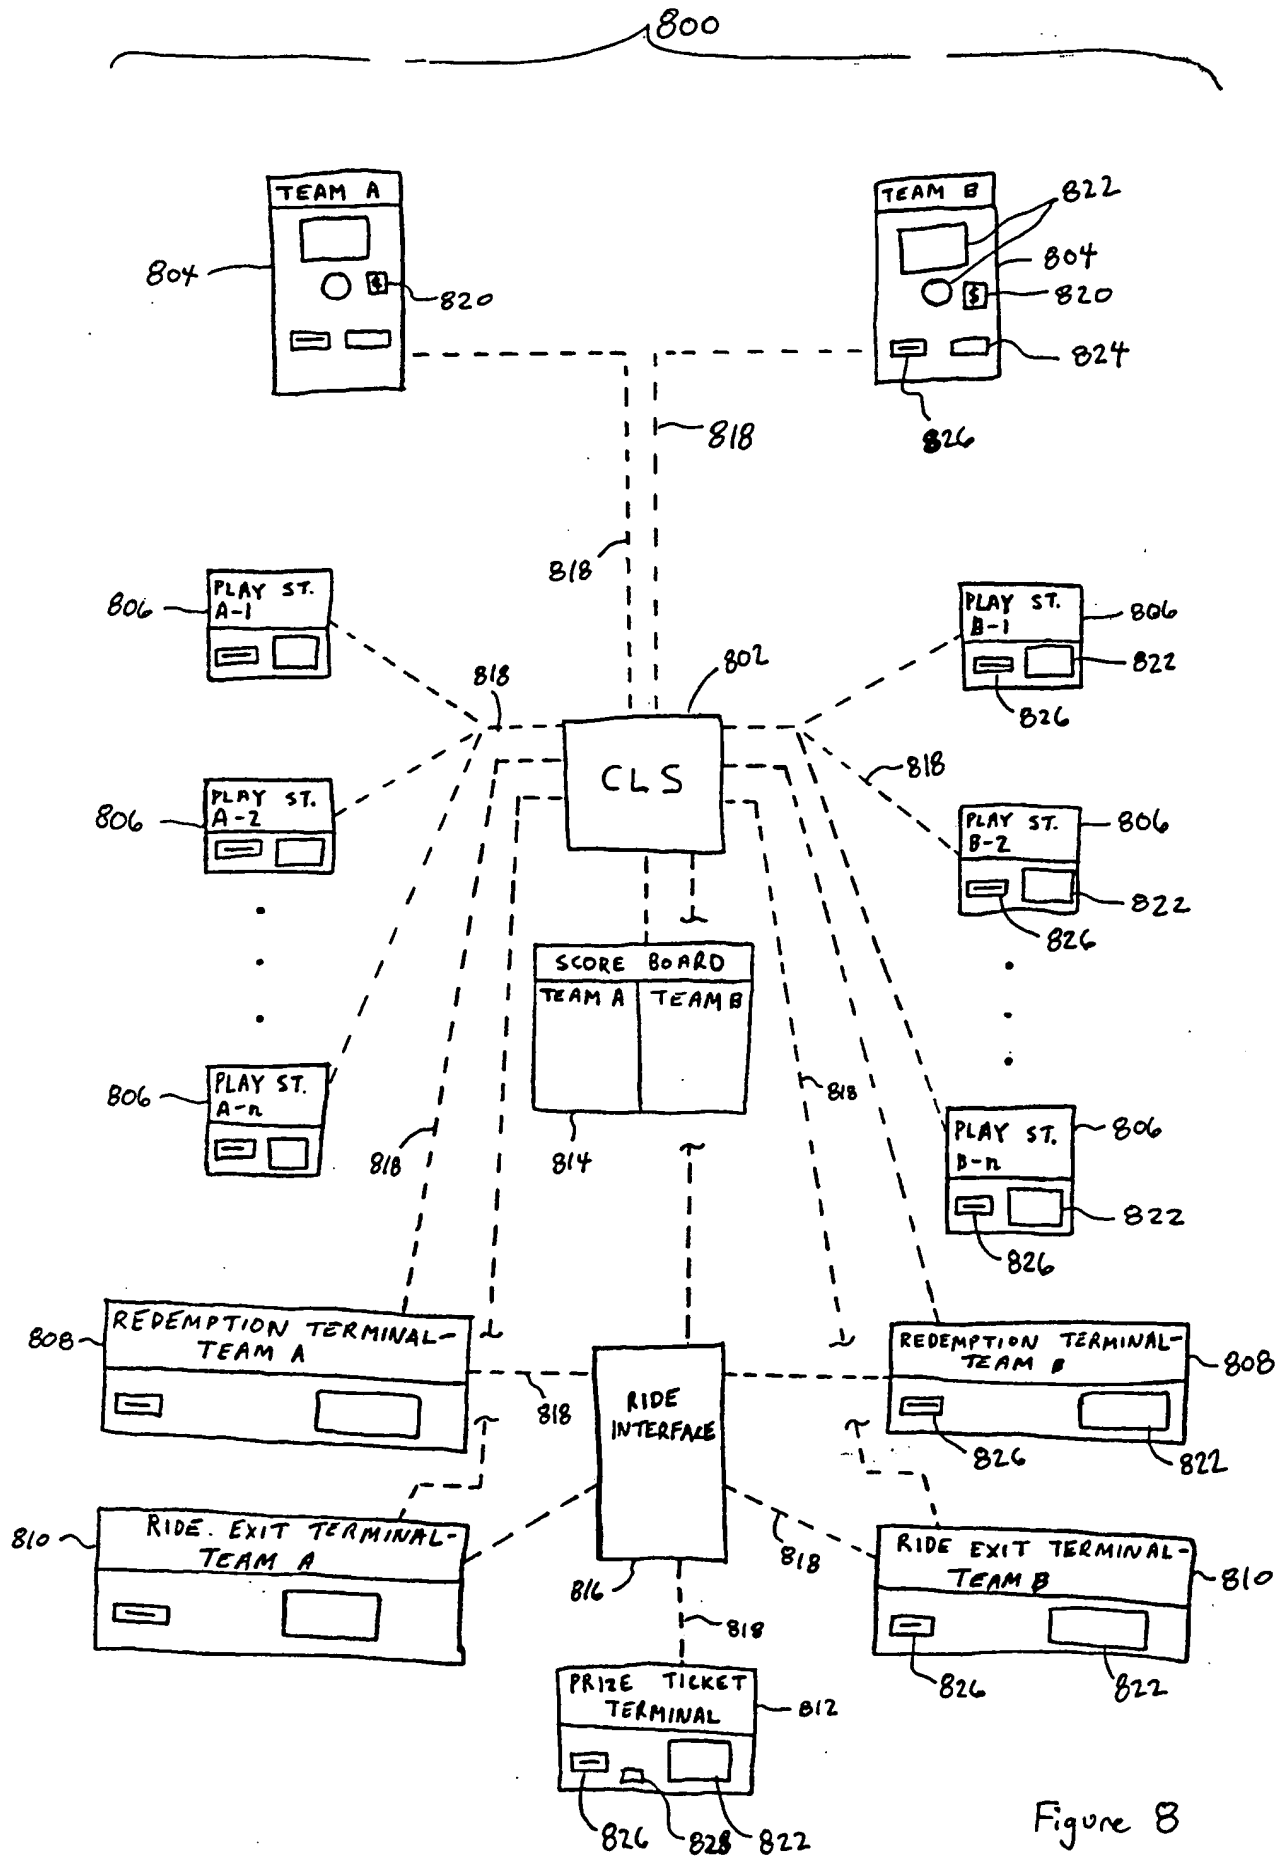 800
TEAM A
TEAM B
822
804
$
820
804
$
820
824
826
818
818
PLAY ST.
A-1
806
PLAY ST.
B-1
806
822
826
818
802
CLS
818
PLAY ST.
A-2
806
PLAY ST.
B-2
806
822
826
SCORE BOARD
TEAM A
TEAM B
814
818
818
PLAY ST.
A-n
806
PLAY ST.
B-n
806
822
826
REDEMPTION TERMINAL-
TEAM A
808
818
RIDE
INTERFACE
816
REDEMPTION TERMINAL-
TEAM B
808
826
822
RIDE. EXIT TERMINAL-
TEAM A
810
818
RIDE EXIT TERMINAL-
TEAM B
810
826
822
818
PRIZE TICKET
TERMINAL
812
826
828
822
Figure 8